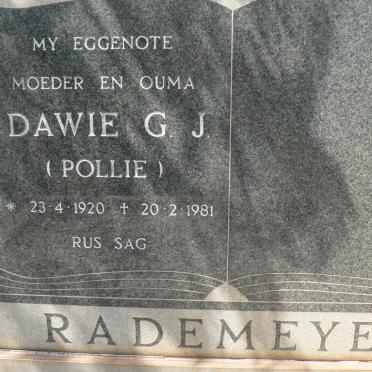 MY EGGENOTE
MOEDER EN OUMA
DAWIE G. J.
( POLLIE )
* 23·4·1920 † 20·2·1981
RUS SAG
RADEMEYE